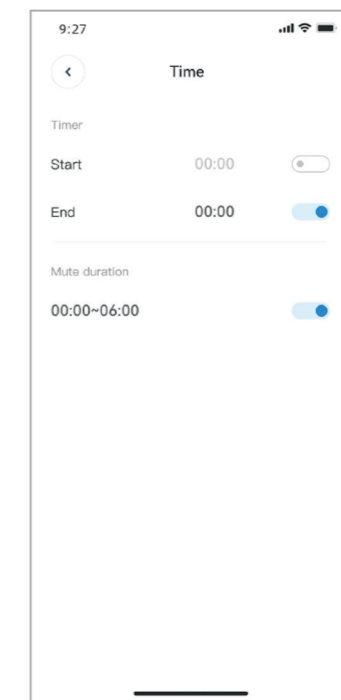 9:27
Time
Timer
Start 00:00
End 00:00
Mute duration
00:00~06:00